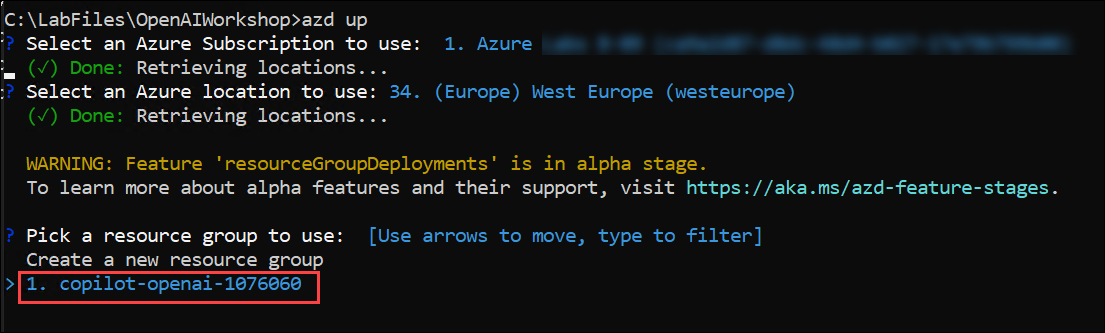 C:\LabFiles\OpenAIWorkshop>azd up
? Select an Azure Subscription to use:  1. Azure
(✓) Done: Retrieving locations...
? Select an Azure location to use: 34. (Europe) West Europe (westeurope)
(✓) Done: Retrieving locations...
WARNING: Feature 'resourceGroupDeployments' is in alpha stage.
To learn more about alpha features and their support, visit https://aka.ms/azd-feature-stages.
? Pick a resource group to use:  [Use arrows to move, type to filter]
Create a new resource group
> 1. copilot-openai-1076060